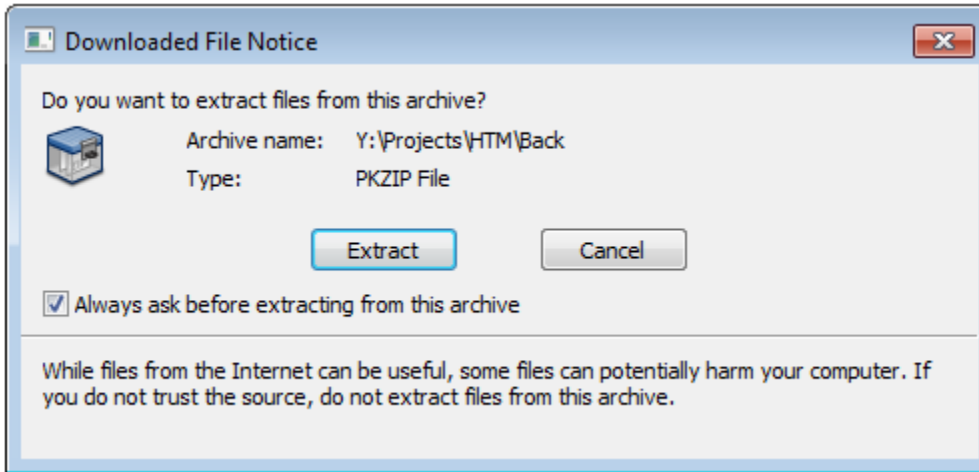 Downloaded File Notice
Do you want to extract files from this archive?
Archive name: Y:\Projects\HTM\Back
Type: PKZIP File
Extract Cancel
Always ask before extracting from this archive
While files from the Internet can be useful, some files can potentially harm your computer. If
you do not trust the source, do not extract files from this archive.